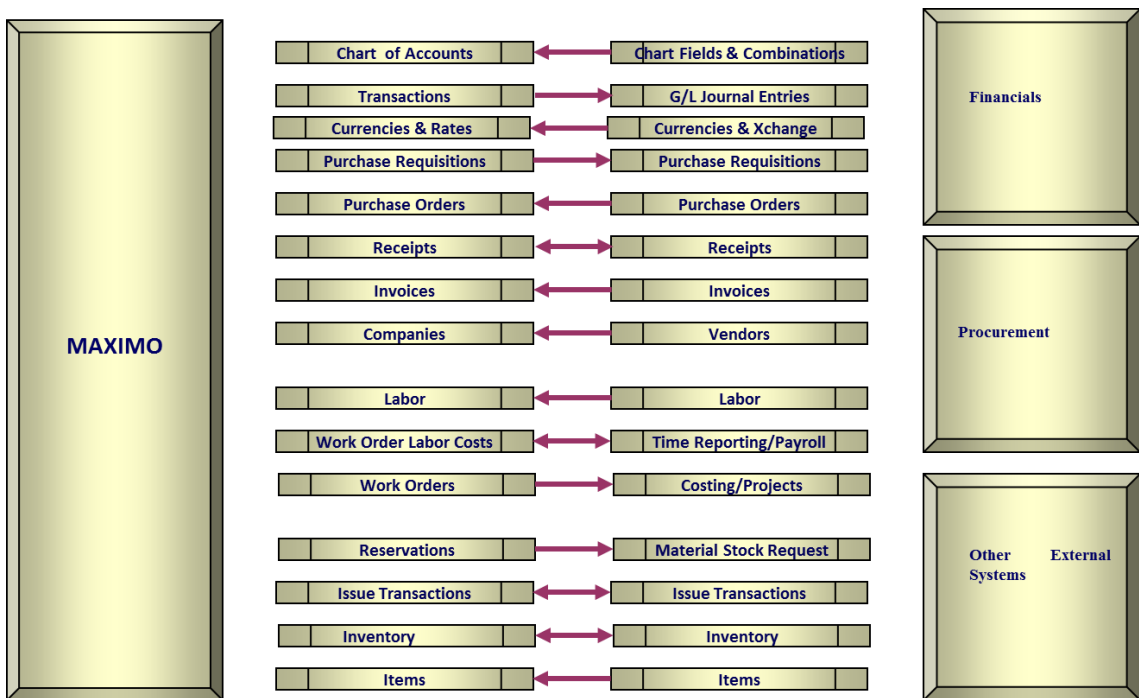 MAXIMO
Chart of Accounts
Chart Fields & Combinations
Transactions
G/L Journal Entries
Currencies & Rates
Currencies & Xchange
Purchase Requisitions
Purchase Requisitions
Purchase Orders
Purchase Orders
Receipts
Receipts
Invoices
Invoices
Companies
Vendors
Labor
Labor
Work Order Labor Costs
Time Reporting/Payroll
Work Orders
Costing/Projects
Reservations
Material Stock Request
Issue Transactions
Issue Transactions
Inventory
Inventory
Items
Items
Financials
Procurement
Other External
Systems